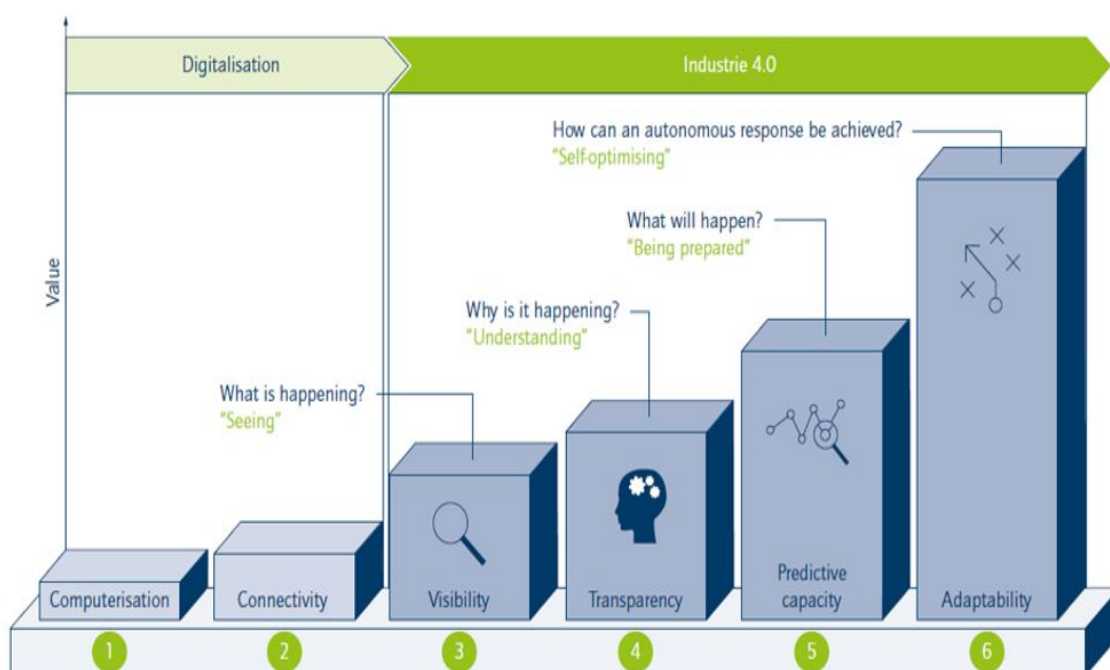 Digitalisation
Industrie 4.0
How can an autonomous response be achieved?
"Self-optimising"
What will happen?
"Being prepared"
Why is it happening?
"Understanding"
What is happening?
"Seeing"
Value
Computerisation
Connectivity
Visibility
Transparency
Predictive
capacity
Adaptability
1
2
3
4
5
6